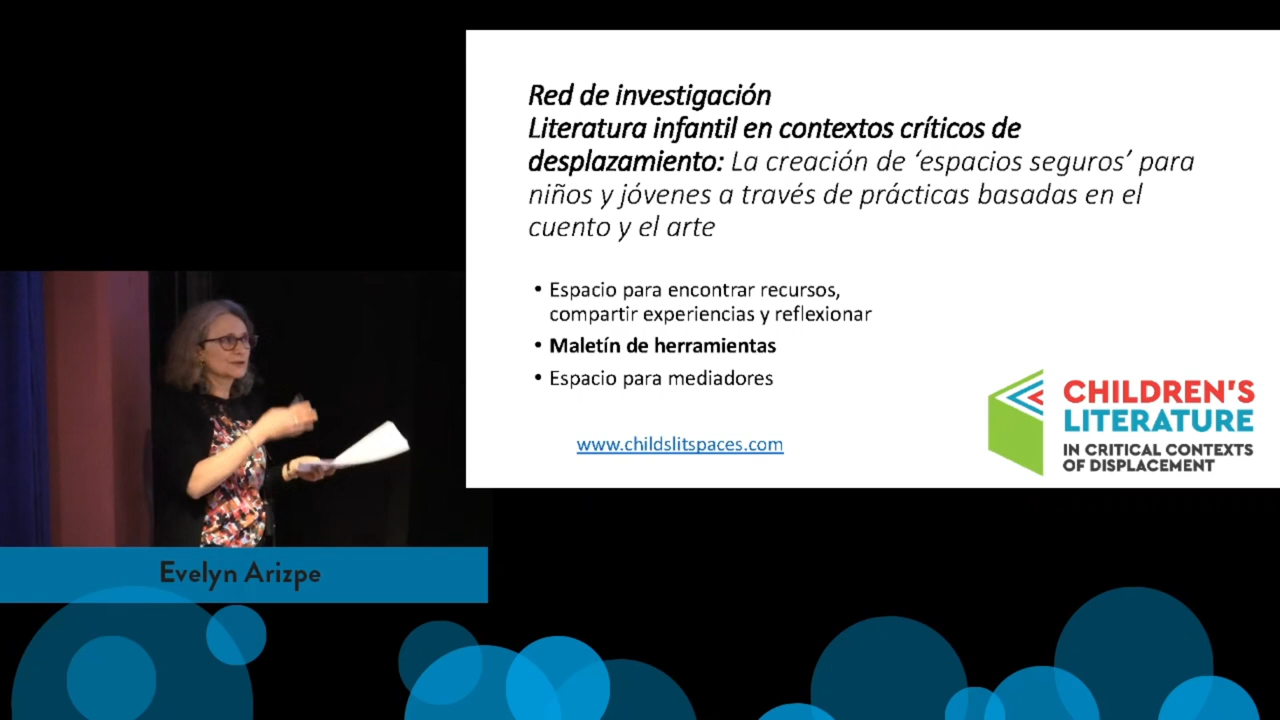 Red de investigación
Literatura infantil en contextos críticos de
desplazamiento: La creación de ‘espacios seguros’ para
niños y jóvenes a través de prácticas basadas en el
cuento y el arte
• Espacio para encontrar recursos,
compartir experiencias y reflexionar
• Maletín de herramientas
• Espacio para mediadores
www.childslitspaces.com
CHILDREN'S
LITERATURE
IN CRITICAL CONTEXTS
OF DISPLACEMENT
Evelyn Arizpe